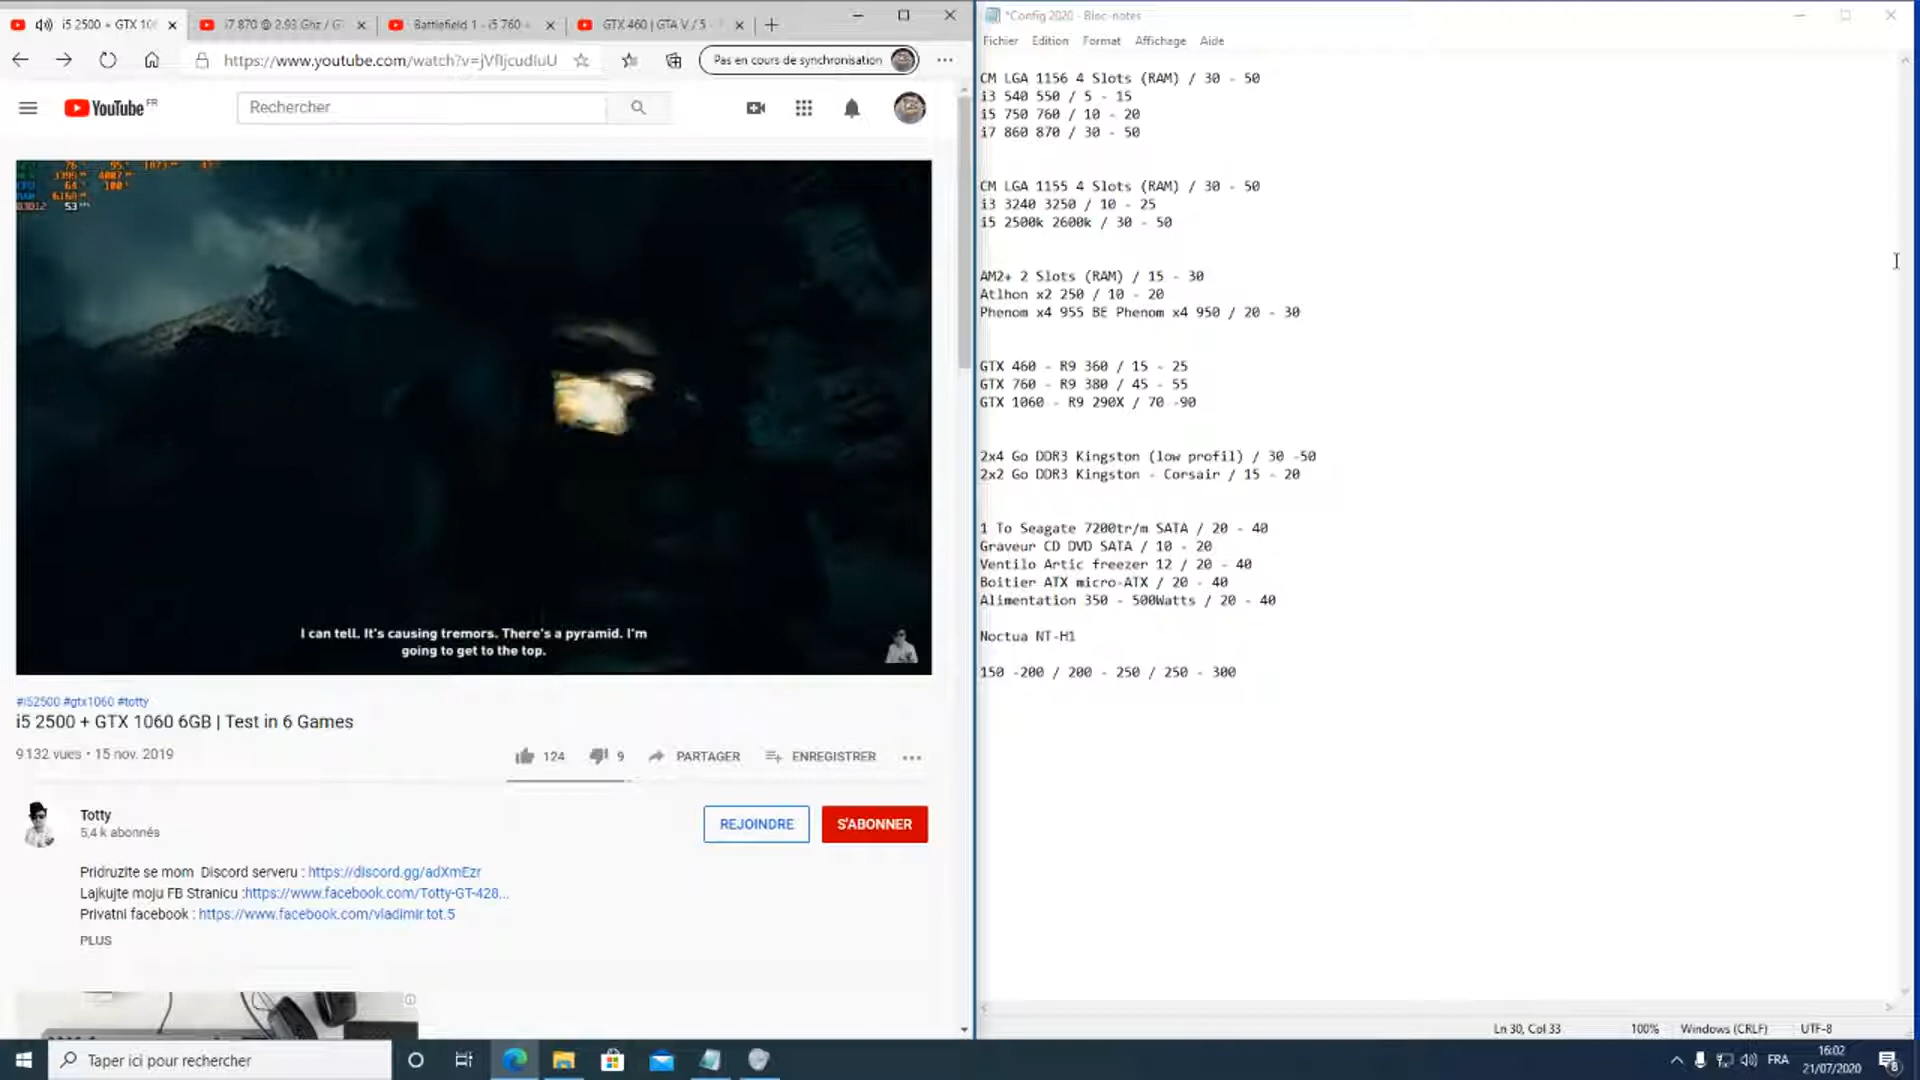 i5 2500 + GTX 106
i7 870 @ 2.93 Ghz / G
Battlefield 1 - i5 760 +
GTX 460 | GTA V / 5 -
https://www.youtube.com/watch?v=jVfIjcudIuU
Pas en cours de synchronisation
YouTube FR
Rechercher
53
I can tell. It's causing tremors. There's a pyramid. I'm
going to get to the top.
#i52500 #gtx1060 #totty
i5 2500 + GTX 1060 6GB | Test in 6 Games
9 132 vues • 15 nov. 2019
124
9
PARTAGER
ENREGISTRER
Totty
5,4 k abonnés
REJOINDRE
S'ABONNER
Pridruzite se mom Discord serveru : https://discord.gg/adXmEzr
Lajkujte moju FB Stranicu :https://www.facebook.com/Totty-GT-428...
Privatni facebook : https://www.facebook.com/vladimir.tot.5
PLUS
*Config 2020 - Bloc-notes
Fichier Edition Format Affichage Aide
CM LGA 1156 4 Slots (RAM) / 30 - 50
i3 540 550 / 5 - 15
i5 750 760 / 10 - 20
i7 860 870 / 30 - 50
CM LGA 1155 4 Slots (RAM) / 30 - 50
i3 3240 3250 / 10 - 25
i5 2500k 2600k / 30 - 50
AM2+ 2 Slots (RAM) / 15 - 30
Atlhon x2 250 / 10 - 20
Phenom x4 955 BE Phenom x4 950 / 20 - 30
GTX 460 - R9 360 / 15 - 25
GTX 760 - R9 380 / 45 - 55
GTX 1060 - R9 290X / 70 -90
2x4 Go DDR3 Kingston (low profil) / 30 -50
2x2 Go DDR3 Kingston - Corsair / 15 - 20
1 To Seagate 7200tr/m SATA / 20 - 40
Graveur CD DVD SATA / 10 - 20
Ventilo Artic freezer 12 / 20 - 40
Boitier ATX micro-ATX / 20 - 40
Alimentation 350 - 500Watts / 20 - 40
Noctua NT-H1
150 -200 / 200 - 250 / 250 - 300
Ln 30, Col 33
100%
Windows (CRLF)
UTF-8
Taper ici pour rechercher
FRA
16:02
21/07/2020
8